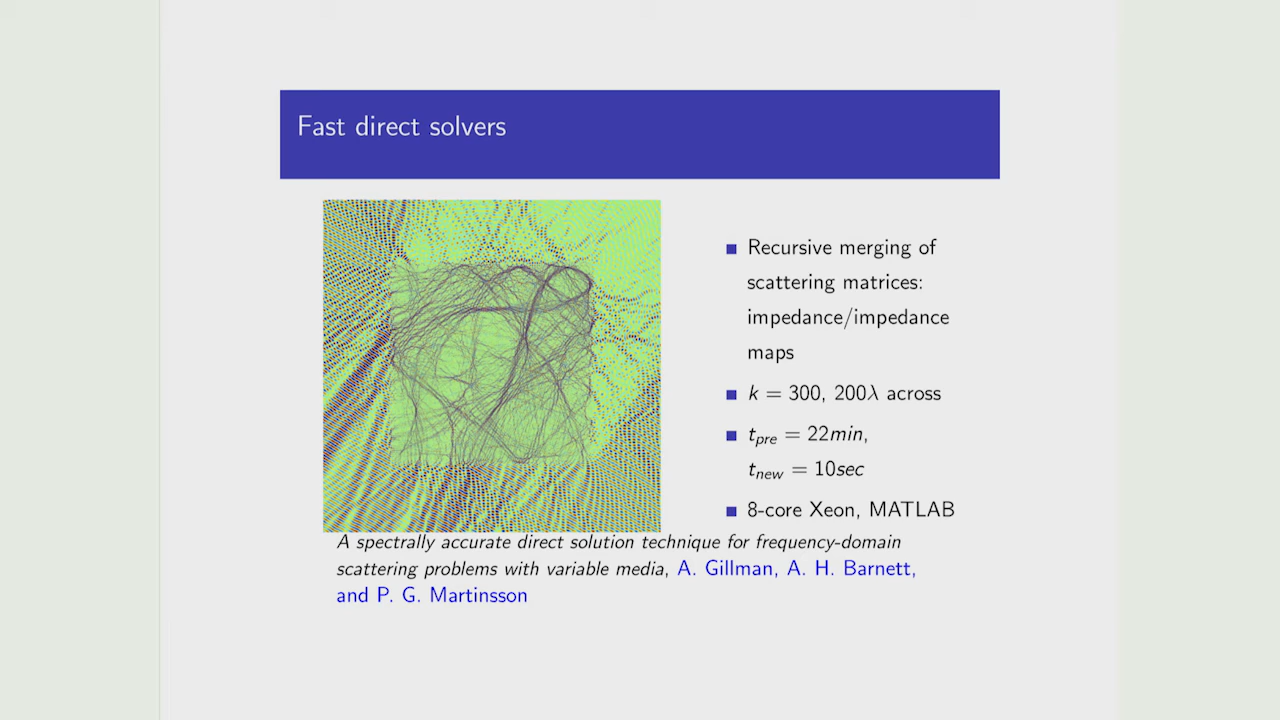 Fast direct solvers
Recursive merging of
scattering matrices:
impedance/impedance
maps
k = 300, 200λ across
t_pre = 22min,
t_new = 10sec
8-core Xeon, MATLAB
A spectrally accurate direct solution technique for frequency-domain
scattering problems with variable media, A. Gillman, A. H. Barnett,
and P. G. Martinsson